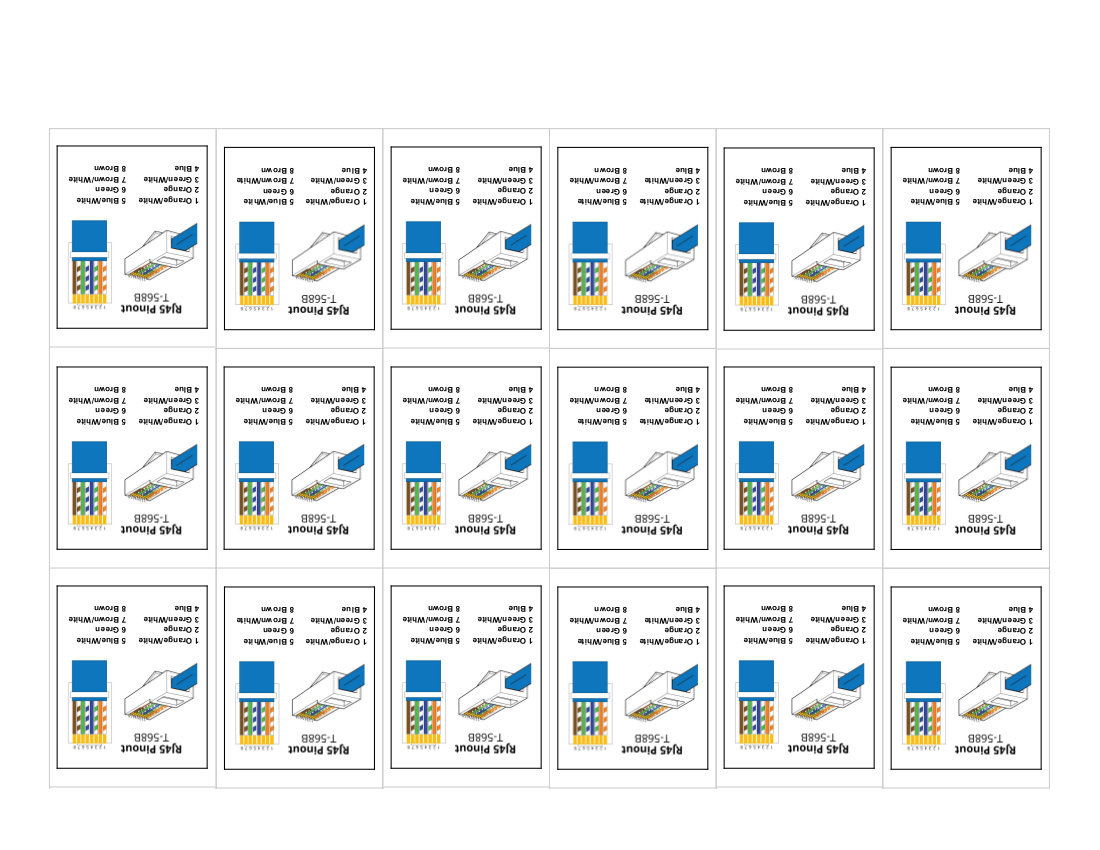 RJ45 Pinout
T-568B
12345678
1 Orange/White 5 Blue/White
2 Orange 6 Green
3 Green/White 7 Brown/White
4 Blue 8 Brown
RJ45 Pinout
T-568B
12345678
1 Orange/White 5 Blue/White
2 Orange 6 Green
3 Green/White 7 Brown/White
4 Blue 8 Brown
RJ45 Pinout
T-568B
12345678
1 Orange/White 5 Blue/White
2 Orange 6 Green
3 Green/White 7 Brown/White
4 Blue 8 Brown
RJ45 Pinout
T-568B
12345678
1 Orange/White 5 Blue/White
2 Orange 6 Green
3 Green/White 7 Brown/White
4 Blue 8 Brown
RJ45 Pinout
T-568B
12345678
1 Orange/White 5 Blue/White
2 Orange 6 Green
3 Green/White 7 Brown/White
4 Blue 8 Brown
RJ45 Pinout
T-568B
12345678
1 Orange/White 5 Blue/White
2 Orange 6 Green
3 Green/White 7 Brown/White
4 Blue 8 Brown
RJ45 Pinout
T-568B
12345678
1 Orange/White 5 Blue/White
2 Orange 6 Green
3 Green/White 7 Brown/White
4 Blue 8 Brown
RJ45 Pinout
T-568B
12345678
1 Orange/White 5 Blue/White
2 Orange 6 Green
3 Green/White 7 Brown/White
4 Blue 8 Brown
RJ45 Pinout
T-568B
12345678
1 Orange/White 5 Blue/White
2 Orange 6 Green
3 Green/White 7 Brown/White
4 Blue 8 Brown
RJ45 Pinout
T-568B
12345678
1 Orange/White 5 Blue/White
2 Orange 6 Green
3 Green/White 7 Brown/White
4 Blue 8 Brown
RJ45 Pinout
T-568B
12345678
1 Orange/White 5 Blue/White
2 Orange 6 Green
3 Green/White 7 Brown/White
4 Blue 8 Brown
RJ45 Pinout
T-568B
12345678
1 Orange/White 5 Blue/White
2 Orange 6 Green
3 Green/White 7 Brown/White
4 Blue 8 Brown
RJ45 Pinout
T-568B
12345678
1 Orange/White 5 Blue/White
2 Orange 6 Green
3 Green/White 7 Brown/White
4 Blue 8 Brown
RJ45 Pinout
T-568B
12345678
1 Orange/White 5 Blue/White
2 Orange 6 Green
3 Green/White 7 Brown/White
4 Blue 8 Brown
RJ45 Pinout
T-568B
12345678
1 Orange/White 5 Blue/White
2 Orange 6 Green
3 Green/White 7 Brown/White
4 Blue 8 Brown
RJ45 Pinout
T-568B
12345678
1 Orange/White 5 Blue/White
2 Orange 6 Green
3 Green/White 7 Brown/White
4 Blue 8 Brown
RJ45 Pinout
T-568B
12345678
1 Orange/White 5 Blue/White
2 Orange 6 Green
3 Green/White 7 Brown/White
4 Blue 8 Brown
RJ45 Pinout
T-568B
12345678
1 Orange/White 5 Blue/White
2 Orange 6 Green
3 Green/White 7 Brown/White
4 Blue 8 Brown